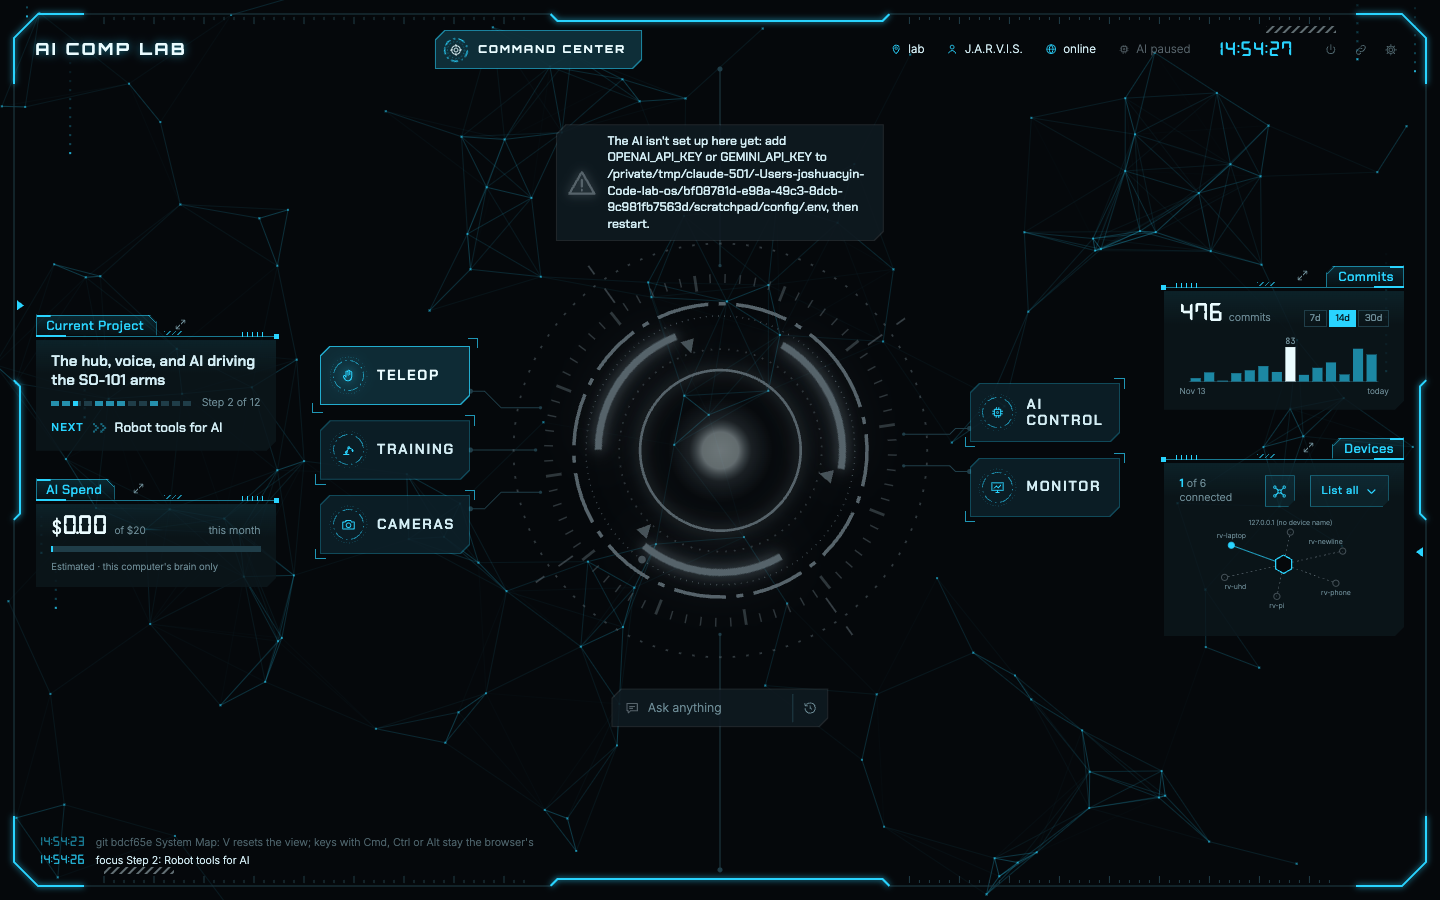 AI COMP LAB
COMMAND CENTER
lab
J.A.R.V.I.S.
online
AI paused
14:54:27
The AI isn't set up here yet: add
OPENAI_API_KEY or GEMINI_API_KEY to
/private/tmp/claude-501/-Users-joshuacyin-
Code-lab-os/bf08781d-e98a-49c3-8dcb-
9c981fb7563d/scratchpad/config/.env, then
restart.
Current Project
The hub, voice, and AI driving
the SO-101 arms
Step 2 of 12
NEXT Robot tools for AI
AI Spend
$0.00 of $20 this month
Estimated · this computer's brain only
TELEOP
TRAINING
CAMERAS
AI
CONTROL
MONITOR
Commits
476 commits
7d 14d 30d
83
Nov 13 today
Devices
1 of 6
connected
List all
127.0.0.1 (no device name)
rv-laptop
rv-newline
rv-uhd
rv-phone
rv-pi
Ask anything
14:54:23 git bdcf65e System Map: V resets the view; keys with Cmd, Ctrl or Alt stay the browser's
14:54:26 focus Step 2: Robot tools for AI